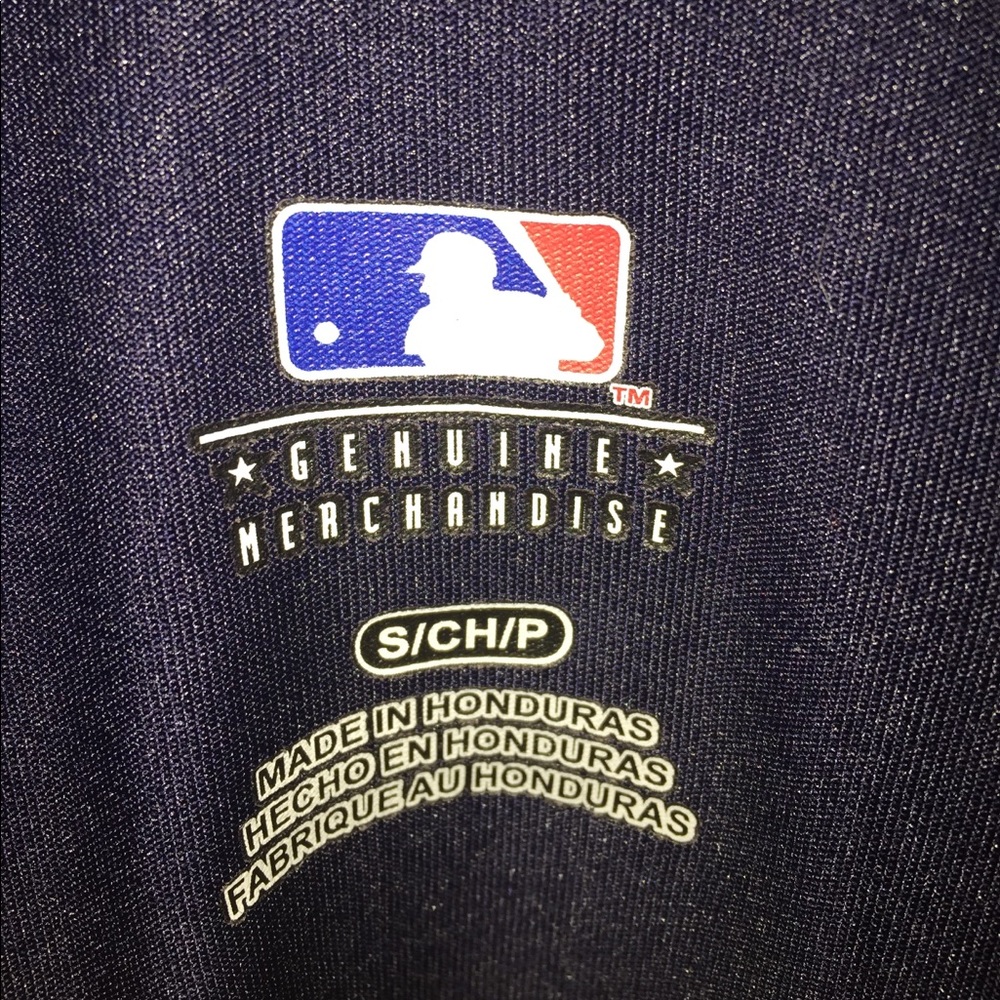 TM
★ GENUINE ★
MERCHANDISE
S/CH/P
MADE IN HONDURAS
HECHO EN HONDURAS
FABRIQUE AU HONDURAS